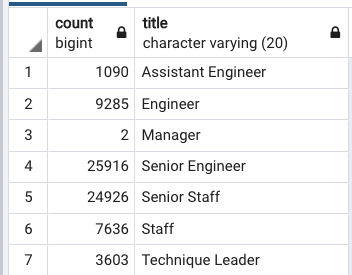 count title
bigint character varying (20)
1 1090 Assistant Engineer
2 9285 Engineer
3 2 Manager
4 25916 Senior Engineer
5 24926 Senior Staff
6 7636 Staff
7 3603 Technique Leader